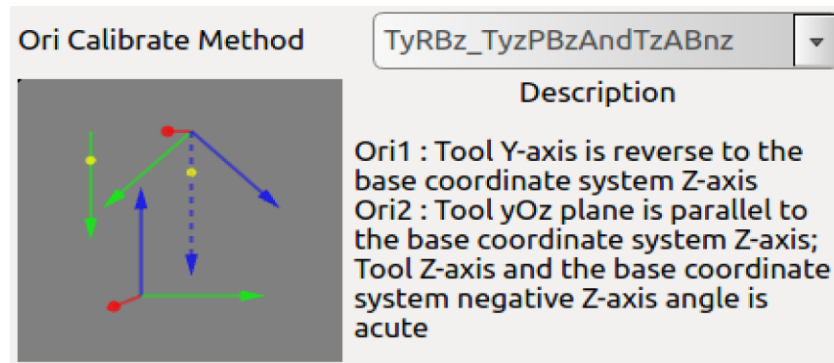 Ori Calibrate Method
TyRBz_TyzPBzAndTzABnz
Description
Ori1 : Tool Y-axis is reverse to the
base coordinate system Z-axis
Ori2 : Tool yOz plane is parallel to
the base coordinate system Z-axis;
Tool Z-axis and the base coordinate
system negative Z-axis angle is
acute